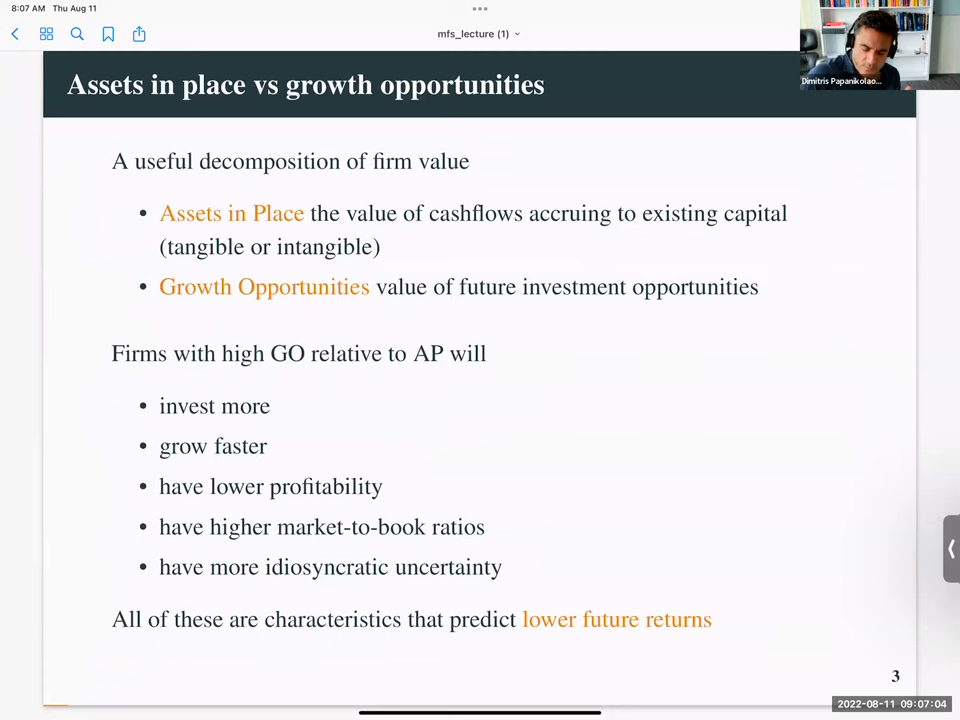 8:07 AM Thu Aug 11
mfs_lecture (1)
Dimitris Papanikolao...
Assets in place vs growth opportunities
A useful decomposition of firm value
• Assets in Place the value of cashflows accruing to existing capital
(tangible or intangible)
• Growth Opportunities value of future investment opportunities
Firms with high GO relative to AP will
• invest more
• grow faster
• have lower profitability
• have higher market-to-book ratios
• have more idiosyncratic uncertainty
All of these are characteristics that predict lower future returns
3
2022-08-11 09:07:04